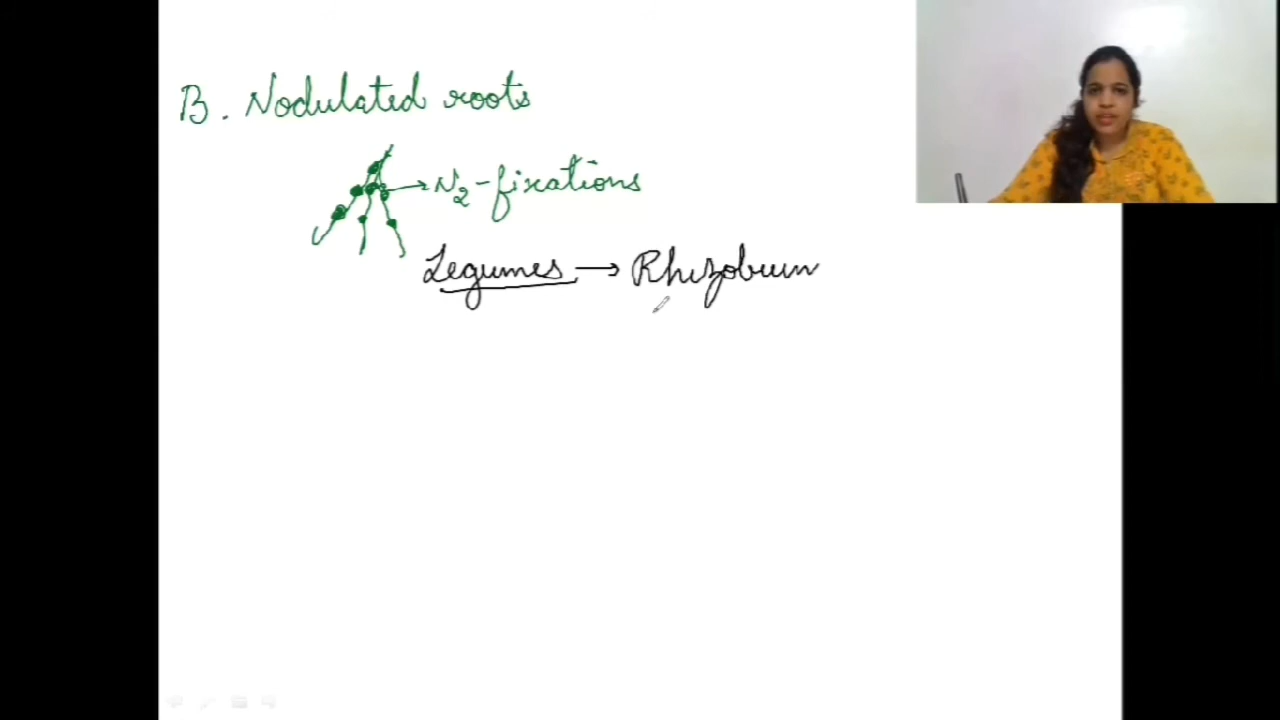 B. Nodulated roots
N2-fixations
Legumes → Rhizobium